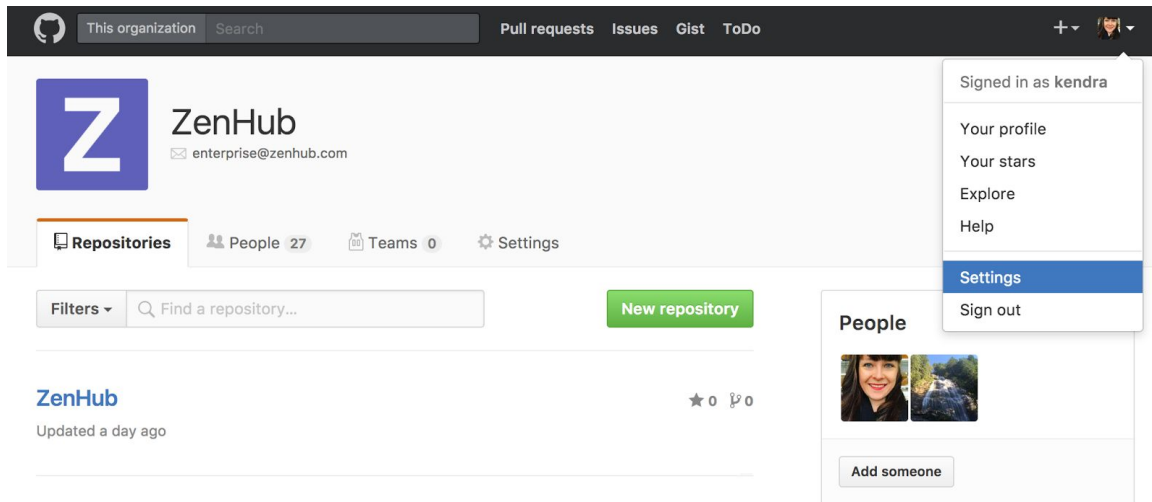 This organization Search Pull requests Issues Gist ToDo
Signed in as kendra
Your profile
Your stars
Explore
Help
Settings
Sign out
Z
ZenHub
enterprise@zenhub.com
Repositories People 27 Teams 0 Settings
Filters Find a repository... New repository
People
ZenHub 0 0
Updated a day ago
Add someone